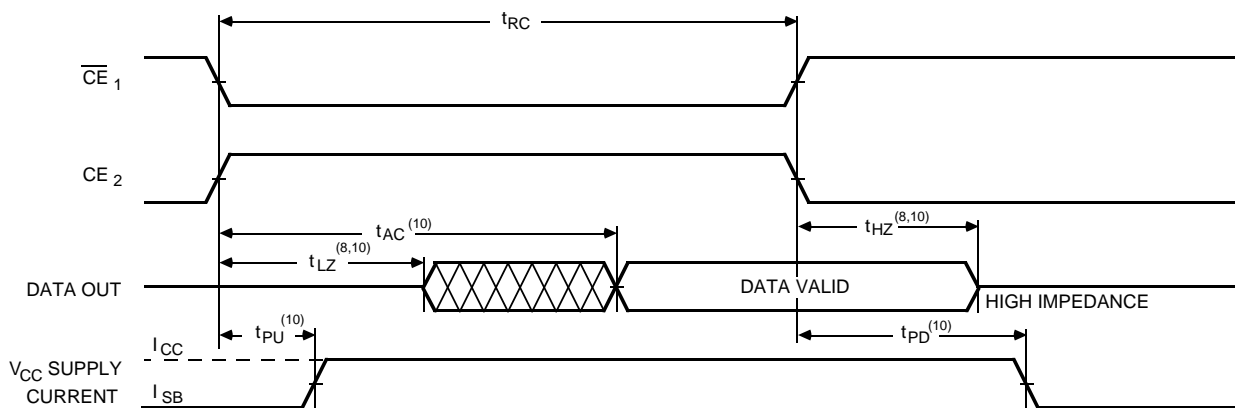 tRC
CE 1
CE 2
tAC(10)
tHZ(8,10)
tLZ(8,10)
DATA OUT
DATA VALID
HIGH IMPEDANCE
tPU(10)
tPD(10)
ICC
VCC SUPPLY
CURRENT
ISB